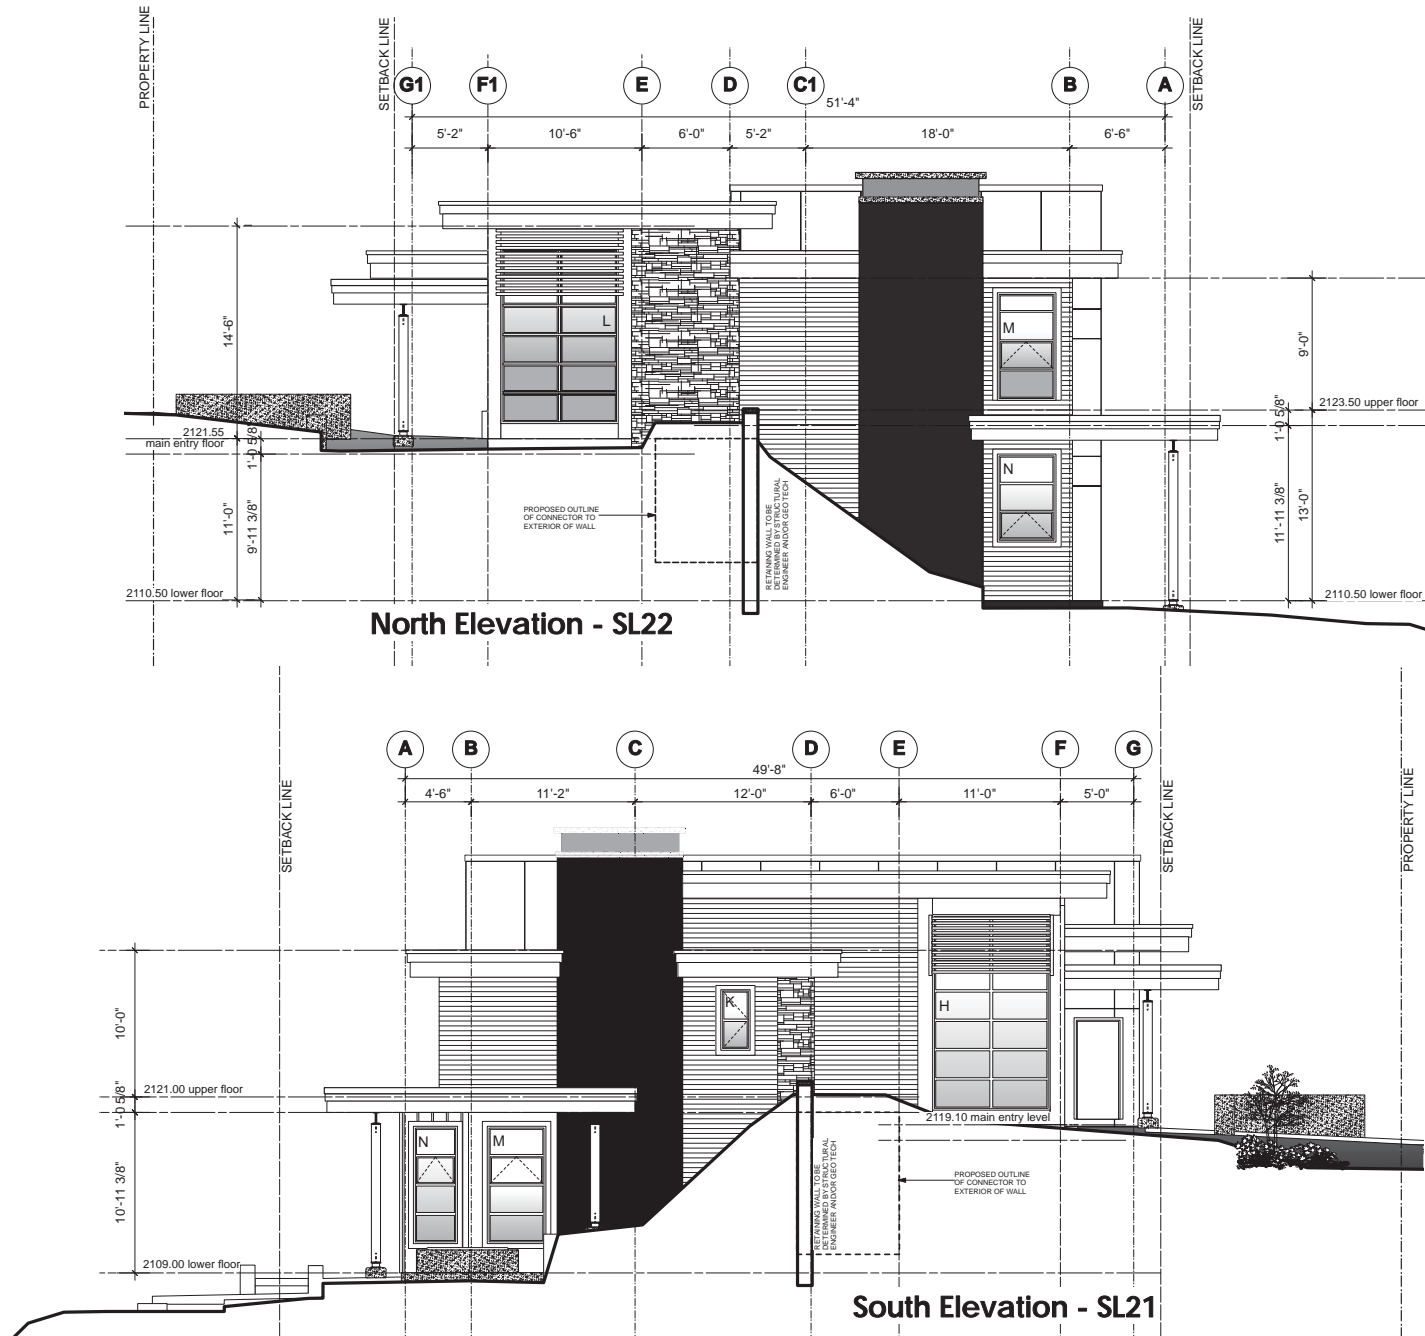 PROPERTY LINE
SETBACK LINE
SETBACK LINE
G1 F1 E D C1 B A
51'-4"
5'-2" 10'-6" 6'-0" 5'-2" 18'-0" 6'-6"
14'-6"
L
M
9'-0"
2123.50 upper floor
1'-0 5/8"
2121.55
main entry floor
1'-0 5/8"
N
PROPOSED OUTLINE
OF CONNECTOR TO
EXTERIOR OF WALL
RETAINING WALL TO BE
DETERMINED BY STRUCTURAL
ENGINEER AND/OR GEO TECH
11'-0"
9'-11 3/8"
11'-11 3/8"
13'-0"
2110.50 lower floor
2110.50 lower floor
North Elevation - SL22
SETBACK LINE
SETBACK LINE
PROPERTY LINE
A B C D E F G
49'-8"
4'-6" 11'-2" 12'-0" 6'-0" 11'-0" 5'-0"
10'-0"
K
H
2121.00 upper floor
1'-0 5/8"
2119.10 main entry level
N
M
10'-11 3/8"
RETAINING WALL TO BE
DETERMINED BY STRUCTURAL
ENGINEER AND/OR GEO TECH
PROPOSED OUTLINE
OF CONNECTOR TO
EXTERIOR OF WALL
2109.00 lower floor
South Elevation - SL21